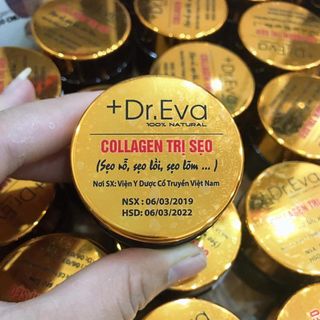 +Dr.Eva
100% NATURAL
COLLAGEN TRỊ SẸO
(Sẹo rỗ, sẹo lồi, sẹo lõm ... )
Nơi SX: Viện Y Dược Cổ Truyền Việt Nam
NSX : 06/03/2019
HSD: 06/03/2022